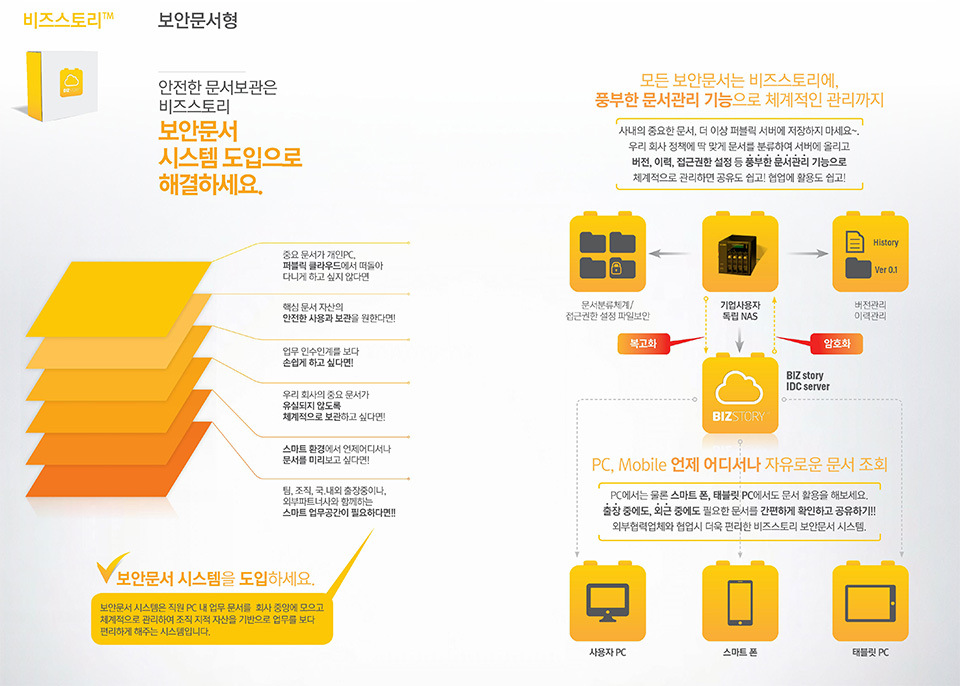 비즈스토리™
보안문서형
BIZ
안전한 문서보관은
비즈스토리
보안문서
시스템 도입으로
해결하세요.
중요 문서가 개인PC,
퍼블릭 클라우드에서 떠돌아
다니게 하고 싶지 않다면
핵심 문서 자산의
안전한 사용과 보관을 원한다면!
업무 인수인계를 보다
손쉽게 하고 싶다면!
우리 회사의 중요 문서가
유실되지 않도록
체계적으로 보관하고 싶다면!
스마트 환경에서 언제어디서나
문서를 미리보고 싶다면!
팀, 조직, 국,내외 출장중이나,
외부파트너사와 함께하는
스마트 업무공간이 필요하다면!!
보안문서 시스템을 도입하세요.
보안문서 시스템은 직원 PC 내 업무 문서를 회사 중앙에 모으고
체계적으로 관리하여 조직 지적 자산을 기반으로 업무를 보다
편리하게 해주는 시스템입니다.
모든 보안문서는 비즈스토리에,
풍부한 문서관리 기능으로 체계적인 관리까지
사내의 중요한 문서, 더 이상 퍼블릭 서버에 저장하지 마세요~.
우리 회사 정책에 딱 맞게 문서를 분류하여 서버에 올리고
버전, 이력, 접근권한 설정 등 풍부한 문서관리 기능으로
체계적으로 관리하면 공유도 쉽고! 협업에 활용도 쉽고!
History
Ver 0.1
문서분류체계/
접근권한 설정 파일보안
기업사용자
독립 NAS
버전관리
이력관리
복고화
암호화
BIZ story
IDC server
BIZSTORY
PC, Mobile 언제 어디서나 자유로운 문서 조회
PC에서는 물론 스마트 폰, 태블릿 PC에서도 문서 활용을 해보세요.
출장 중에도, 외근 중에도 필요한 문서를 간편하게 확인하고 공유하기!!
외부협력업체와 협업시 더욱 편리한 비즈스토리 보안문서 시스템.
사용자 PC
스마트 폰
태블릿 PC